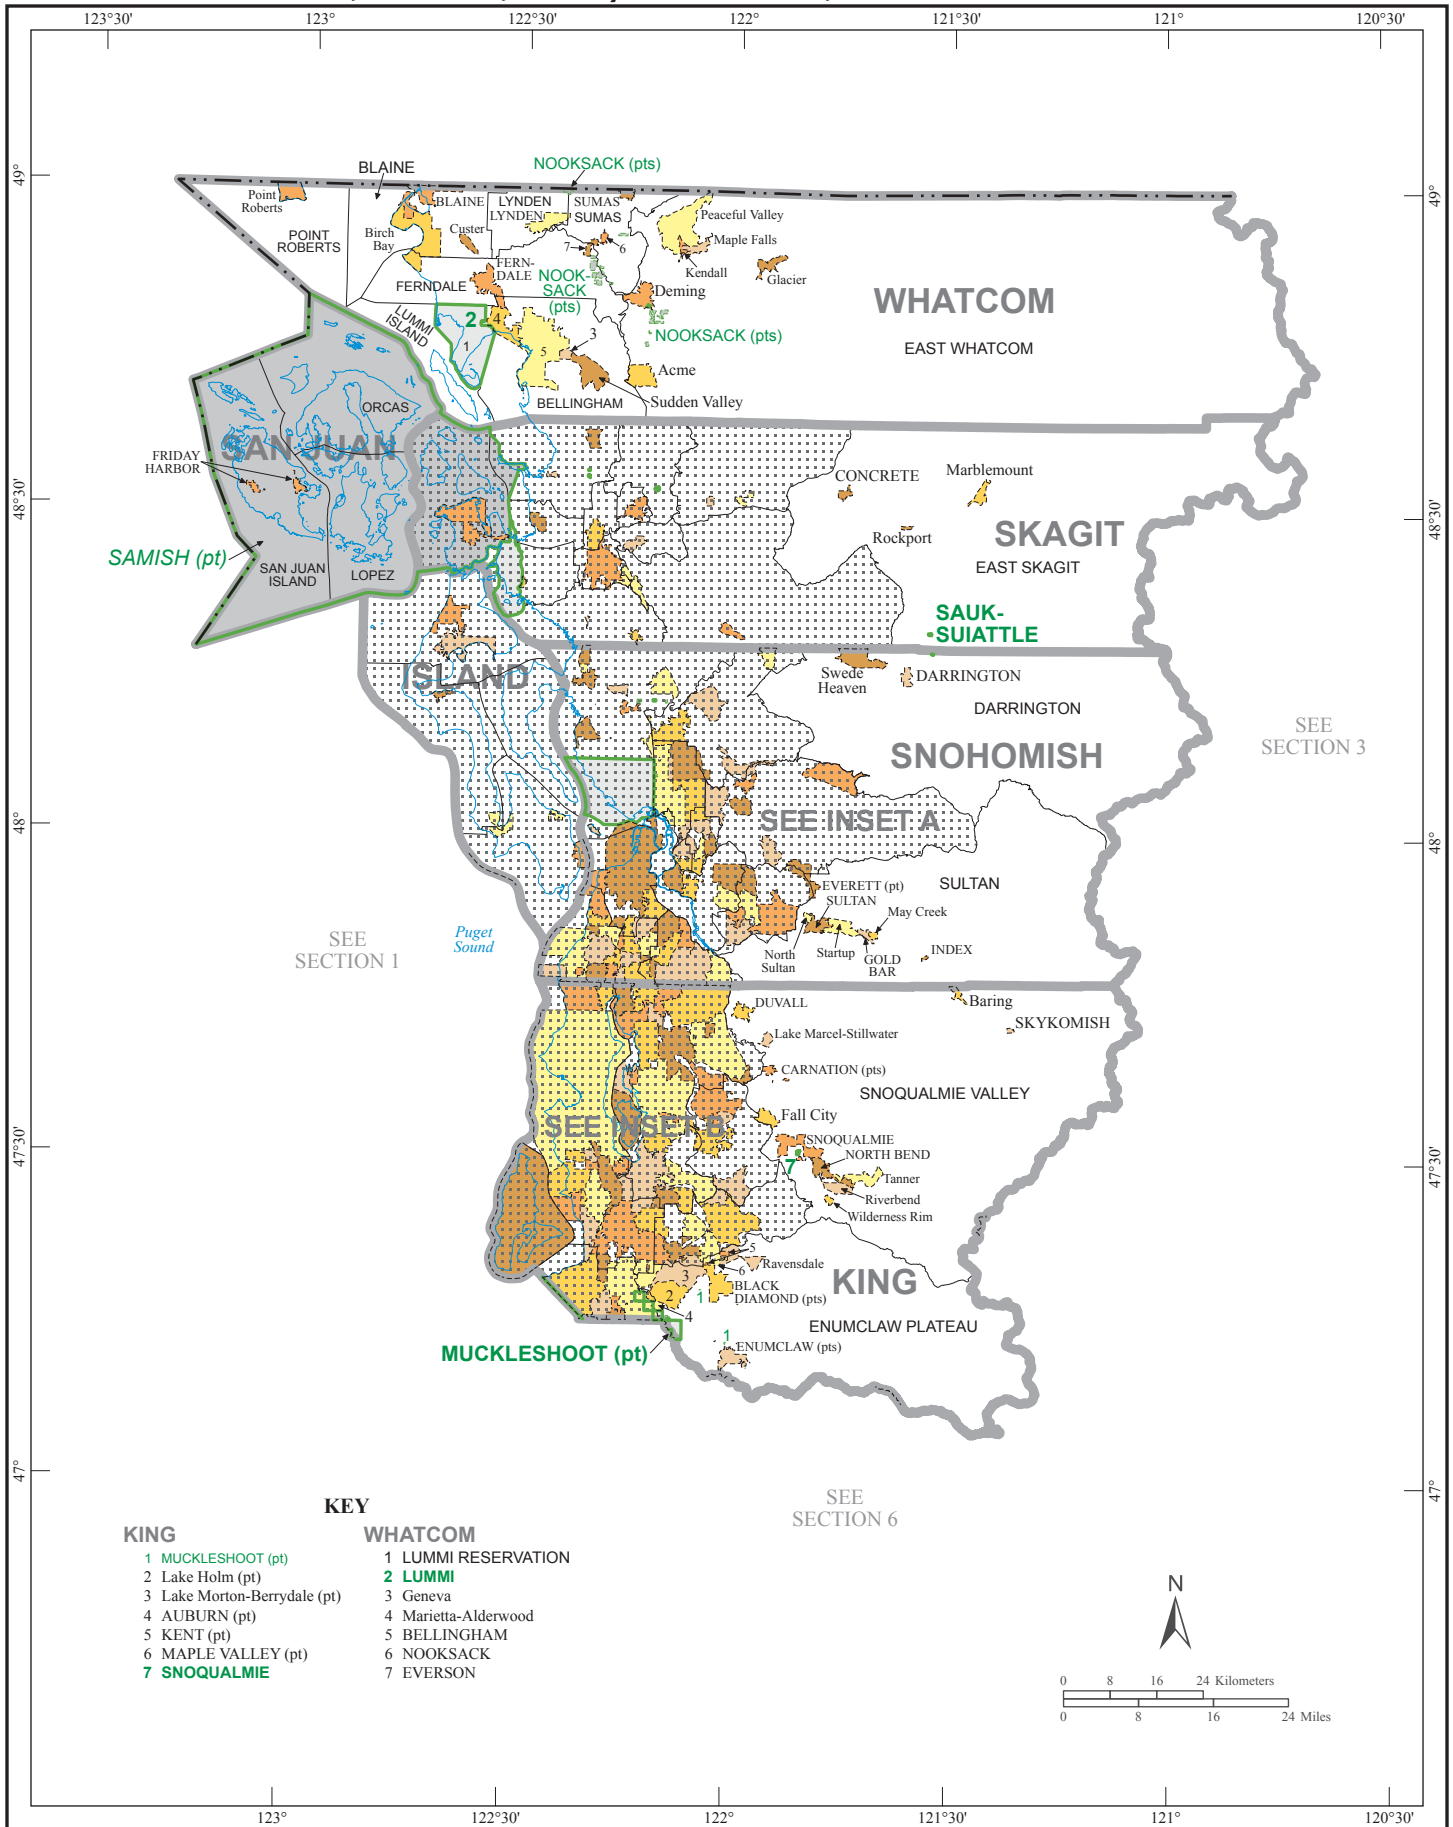 123°30'
123°
122°30'
122°
121°30'
121°
120°30'
49°
49°
BLAINE
NOOKSACK (pts)
Point
Roberts
BLAINE
LYNDEN
LYNDEN
SUMAS
SUMAS
Peaceful Valley
POINT
ROBERTS
Birch
Bay
Custer
7
6
Maple Falls
Kendall
Glacier
FERN-
DALE
NOOK-
SACK
(pts)
FERNDALE
Deming
WHATCOM
LUMMI
ISLAND
2
4
1
5
3
NOOKSACK (pts)
EAST WHATCOM
Acme
BELLINGHAM
Sudden Valley
ORCAS
SAN JUAN
FRIDAY
HARBOR
CONCRETE
Marblemount
48°30'
48°30'
SKAGIT
Rockport
SAMISH (pt)
SAN JUAN
ISLAND
LOPEZ
EAST SKAGIT
SAUK-
SUIATTLE
ISLAND
Swede
Heaven
DARRINGTON
DARRINGTON
SEE
SECTION 3
SNOHOMISH
48°
48°
SEE INSET A
EVERETT (pt)
SULTAN
SULTAN
May Creek
Puget
Sound
SEE
SECTION 1
North
Sultan
Startup
GOLD
BAR
INDEX
DUVALL
Baring
SKYKOMISH
Lake Marcel-Stillwater
CARNATION (pts)
SNOQUALMIE VALLEY
Fall City
SEE INSET B
47°30'
47°30'
SNOQUALMIE
NORTH BEND
7
Tanner
Riverbend
Wilderness Rim
5
Ravensdale
6
3
2
1
BLACK
DIAMOND (pts)
KING
4
ENUMCLAW PLATEAU
1
ENUMCLAW (pts)
MUCKLESHOOT (pt)
47°
47°
SEE
SECTION 6
KEY
KING
1 MUCKLESHOOT (pt)
2 Lake Holm (pt)
3 Lake Morton-Berrydale (pt)
4 AUBURN (pt)
5 KENT (pt)
6 MAPLE VALLEY (pt)
7 SNOQUALMIE
WHATCOM
1 LUMMI RESERVATION
2 LUMMI
3 Geneva
4 Marietta-Alderwood
5 BELLINGHAM
6 NOOKSACK
7 EVERSON
N
0 8 16 24 Kilometers
0 8 16 24 Miles
123°
122°30'
122°
121°30'
121°
120°30'